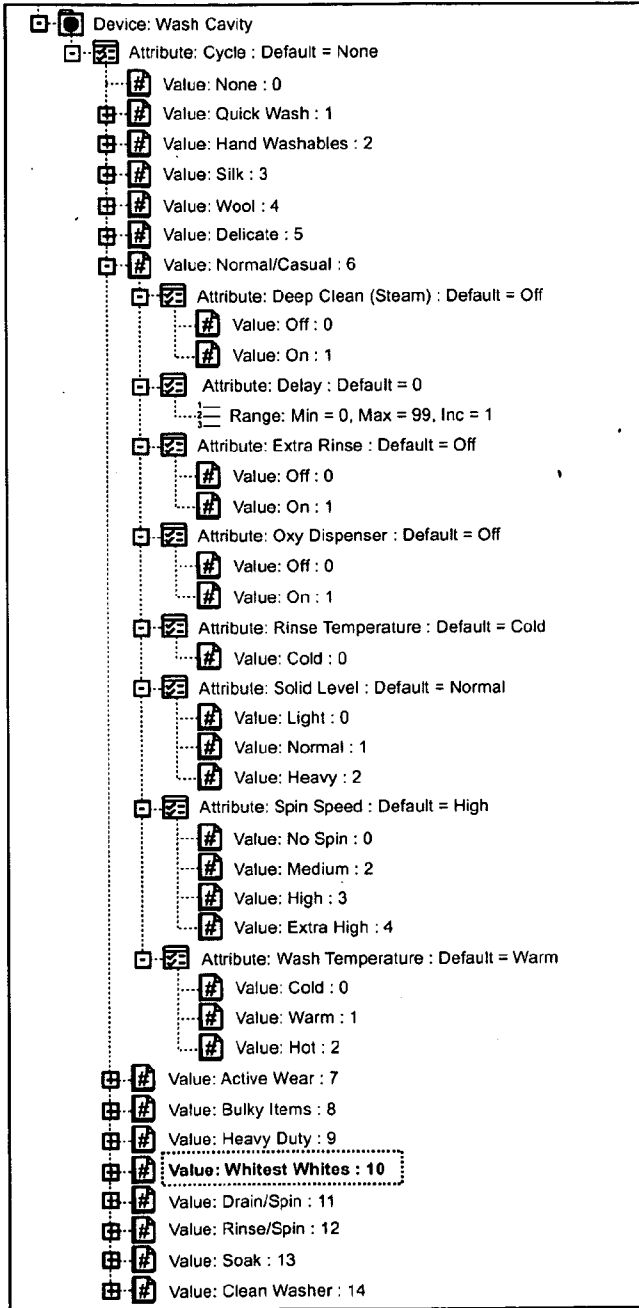 Device: Wash Cavity
Attribute: Cycle : Default = None
# Value: None : 0
# Value: Quick Wash : 1
# Value: Hand Washables : 2
# Value: Silk : 3
# Value: Wool : 4
# Value: Delicate : 5
# Value: Normal/Casual : 6
Attribute: Deep Clean (Steam) : Default = Off
# Value: Off : 0
# Value: On : 1
Attribute: Delay : Default = 0
1 2 3 Range: Min = 0, Max = 99, Inc = 1
Attribute: Extra Rinse : Default = Off
# Value: Off : 0
# Value: On : 1
Attribute: Oxy Dispenser : Default = Off
# Value: Off : 0
# Value: On : 1
Attribute: Rinse Temperature : Default = Cold
# Value: Cold : 0
Attribute: Solid Level : Default = Normal
# Value: Light : 0
# Value: Normal : 1
# Value: Heavy : 2
Attribute: Spin Speed : Default = High
# Value: No Spin : 0
# Value: Medium : 2
# Value: High : 3
# Value: Extra High : 4
Attribute: Wash Temperature : Default = Warm
# Value: Cold : 0
# Value: Warm : 1
# Value: Hot : 2
# Value: Active Wear : 7
# Value: Bulky Items : 8
# Value: Heavy Duty : 9
# Value: Whitest Whites : 10
# Value: Drain/Spin : 11
# Value: Rinse/Spin : 12
# Value: Soak : 13
# Value: Clean Washer : 14